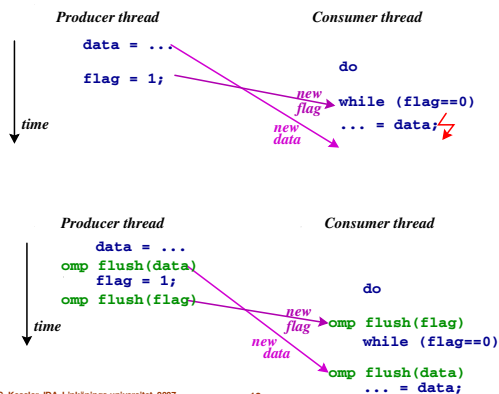 Producer thread
Consumer thread
data = ...
do
flag = 1;
new
flag
while (flag==0)
time
new
data
... = data;
Producer thread
Consumer thread
data = ...
omp flush(data)
flag = 1;
do
omp flush(flag)
new
flag
omp flush(flag)
time
new
data
while (flag==0)
omp flush(data)
... = data;